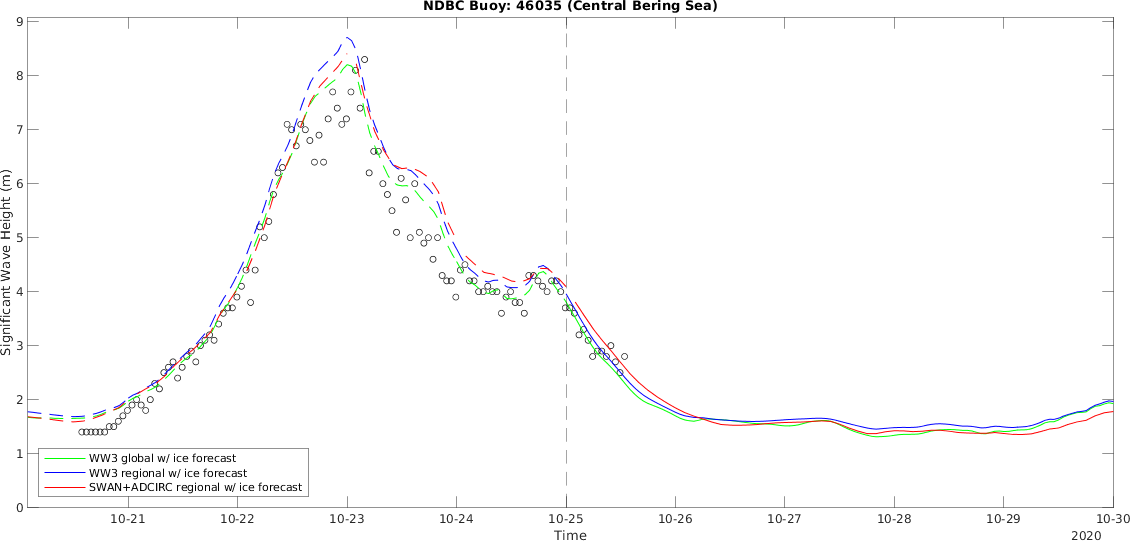 NDBC Buoy: 46035 (Central Bering Sea)
9
8
7
6
5
4
3
2
1
0
Significant Wave Height (m)
WW3 global w/ ice forecast
WW3 regional w/ ice forecast
SWAN+ADCIRC regional w/ ice forecast
10-21 10-22 10-23 10-24 10-25 10-26 10-27 10-28 10-29 10-30
Time
2020